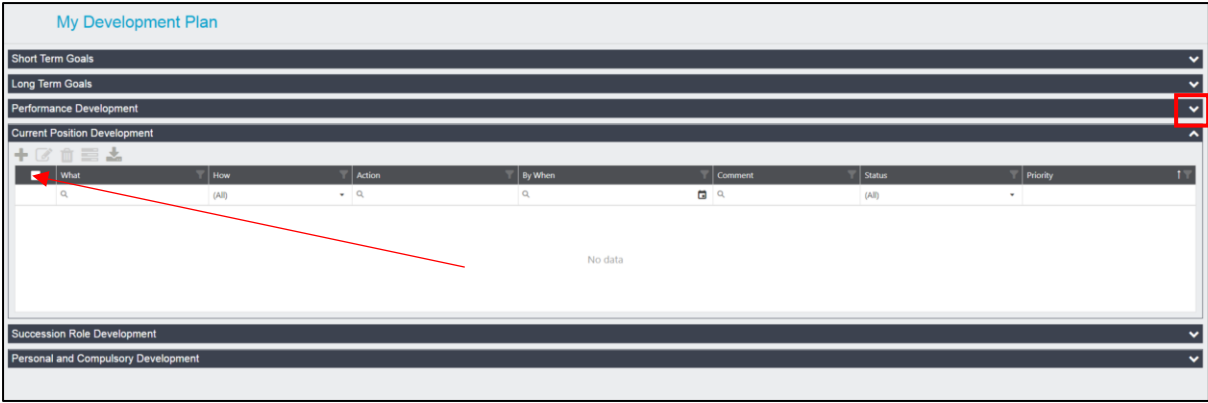 My Development Plan
Short Term Goals
Long Term Goals
Performance Development
Current Position Development
What How Action By When Comment Status Priority
(All) (All)
No data
Succession Role Development
Personal and Compulsory Development